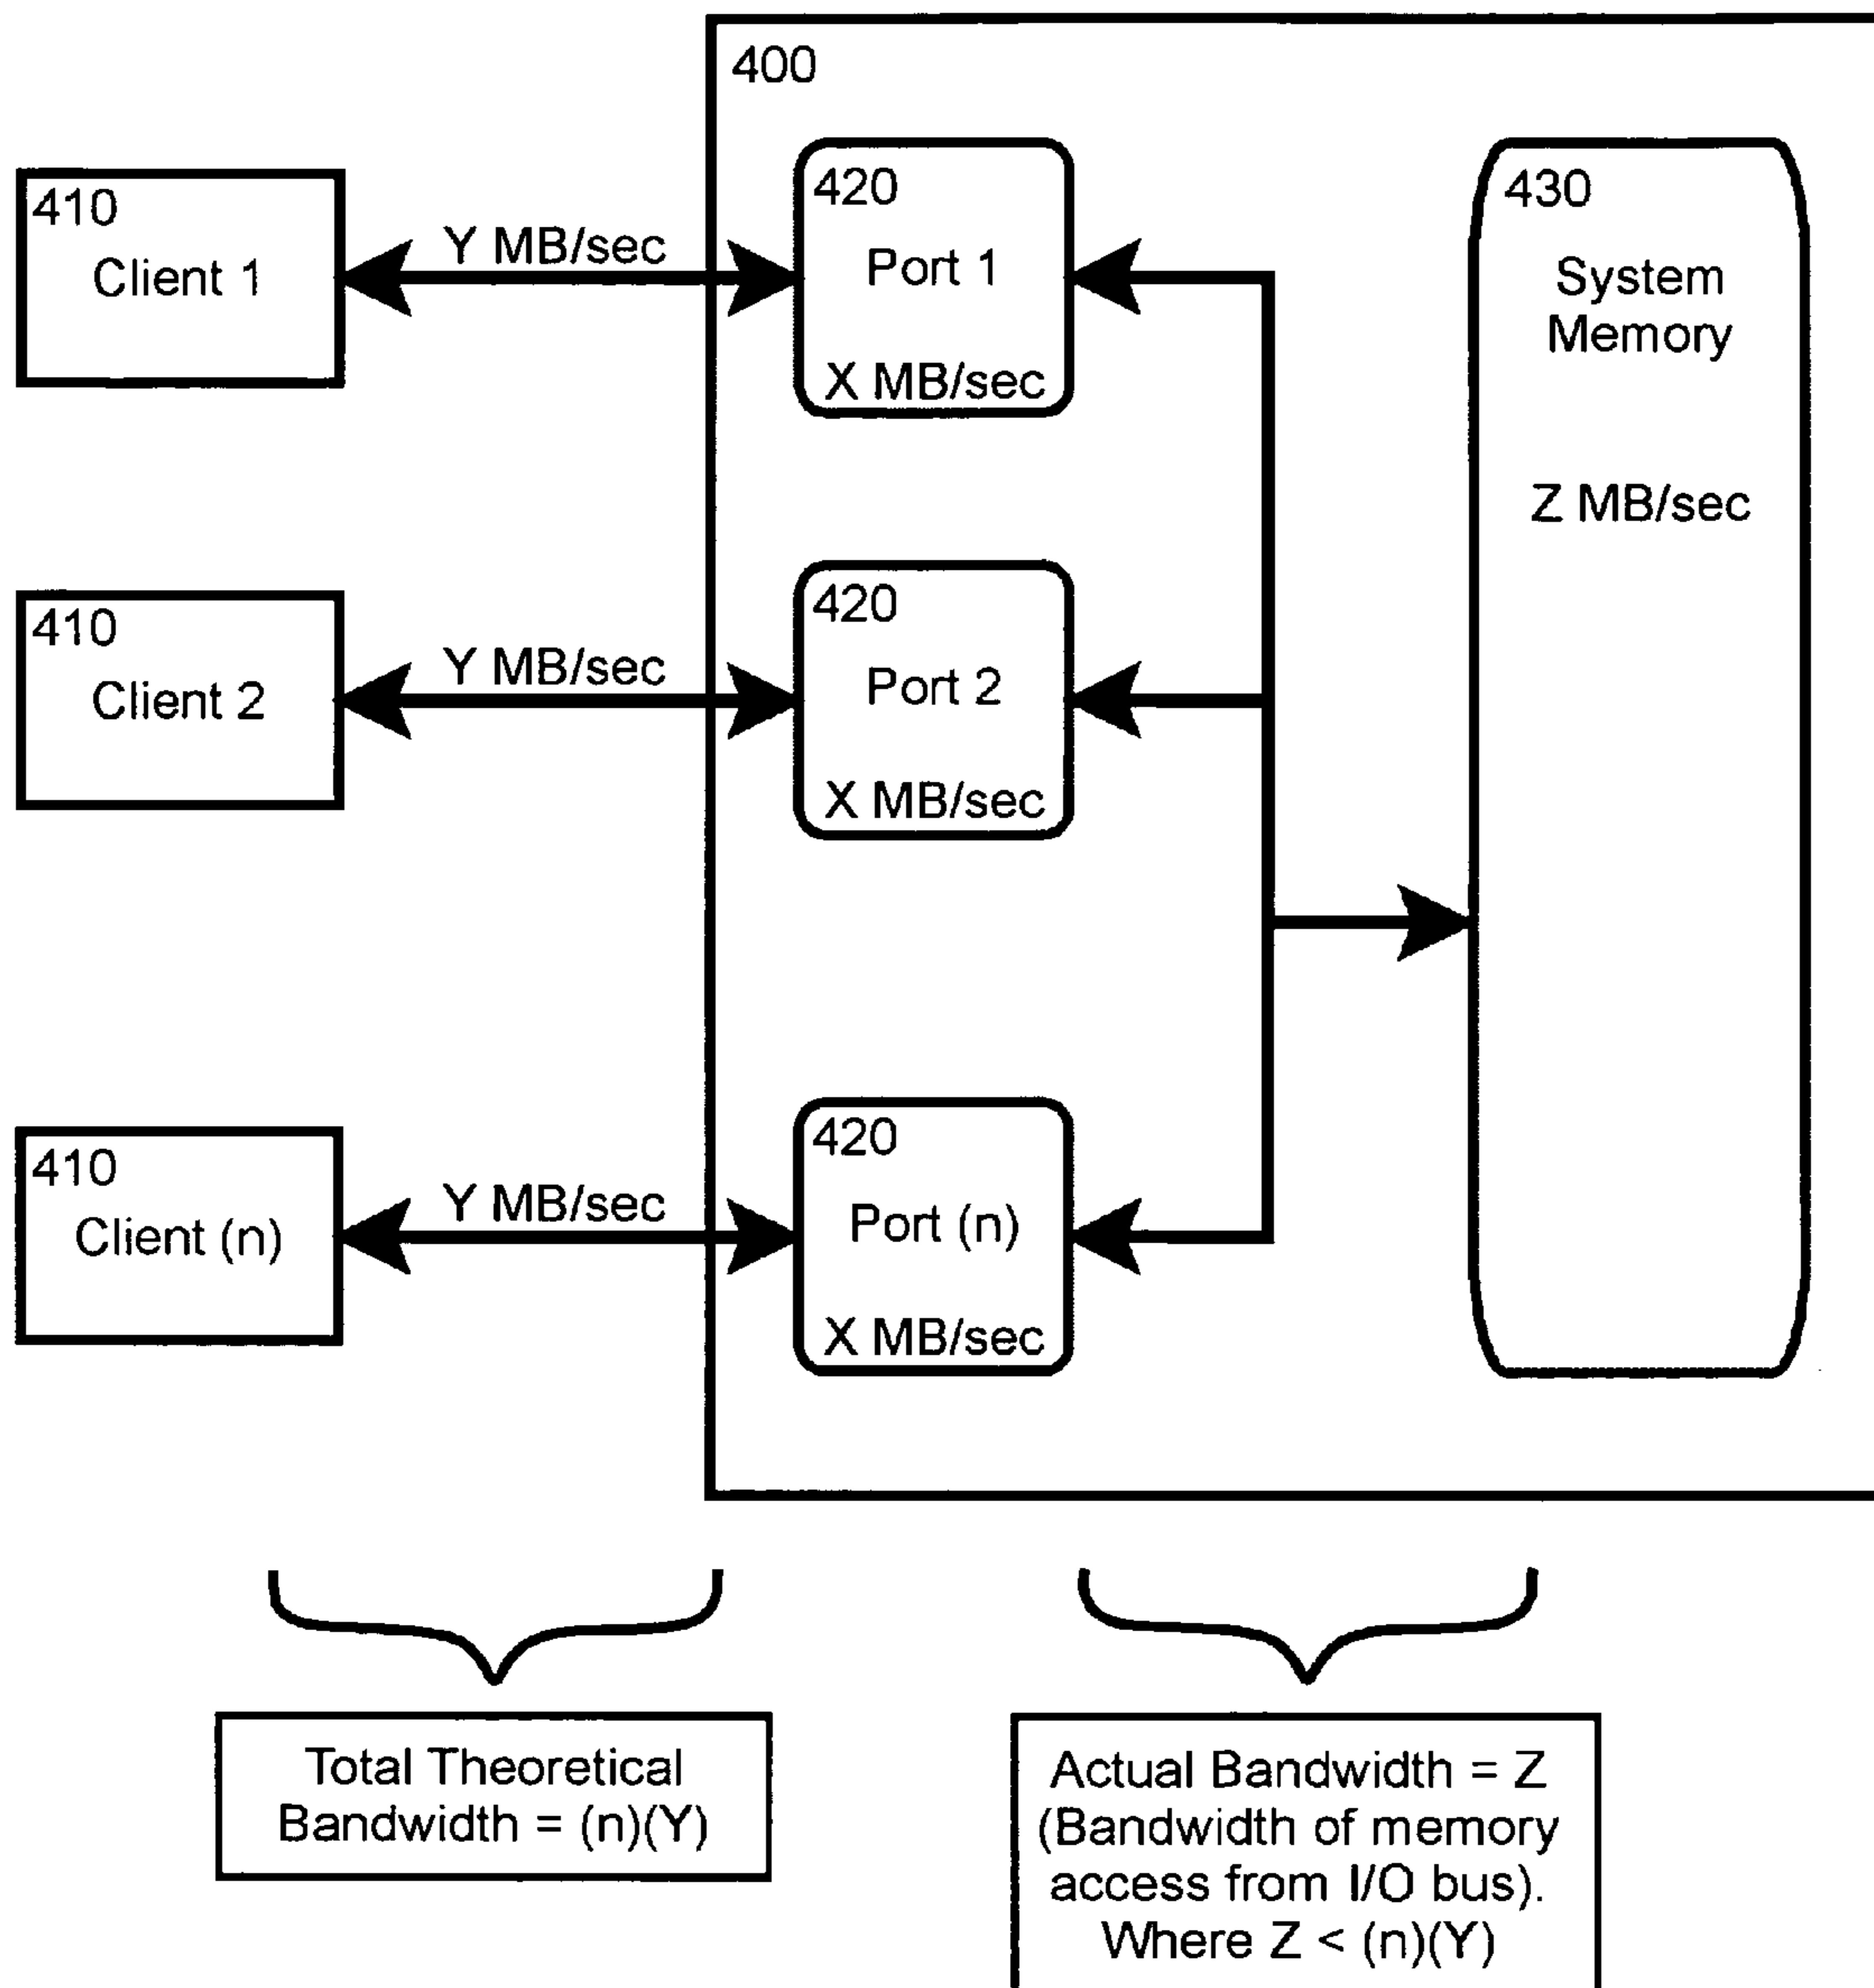 400
410
Client 1
Y MB/sec
420
Port 1
X MB/sec
430
System
Memory
Z MB/sec
410
Client 2
Y MB/sec
420
Port 2
X MB/sec
410
Client (n)
Y MB/sec
420
Port (n)
X MB/sec
Total Theoretical
Bandwidth = (n)(Y)
Actual Bandwidth = Z
(Bandwidth of memory
access from I/O bus).
Where Z < (n)(Y)